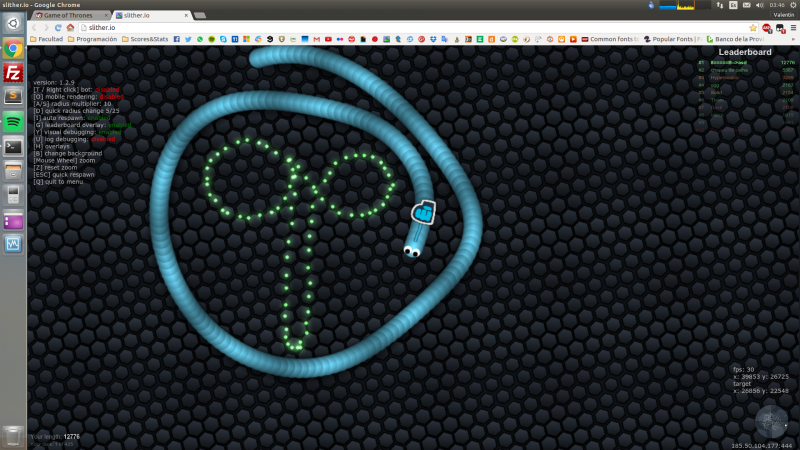 slither.io - Google Chrome
03:46
Game of Thrones
slither.io
Valentin
slither.io
Facultad
Programación
Scores&Stats
Common fonts to
Popular Fonts |
Banco de la Provi
Leaderboard
12776
version: 1.2.9
[T / Right click] bot: disabled
[O] mobile rendering: disabled
[A/S] radius multiplier: 10
[D] quick radius change 5/25
[I] auto respawn: enabled
[G] leaderboard overlay: enabled
[Y] visual debugging: enabled
[U] log debugging: disabled
[H] overlays
[B] change background
[Mouse Wheel] zoom
[Z] reset zoom
[ESC] quick respawn
[Q] quit to menu
fps: 30
x: 39853 y: 26725
target
x: 26856 y: 22548
Your length: 12776
185.50.104.177:444